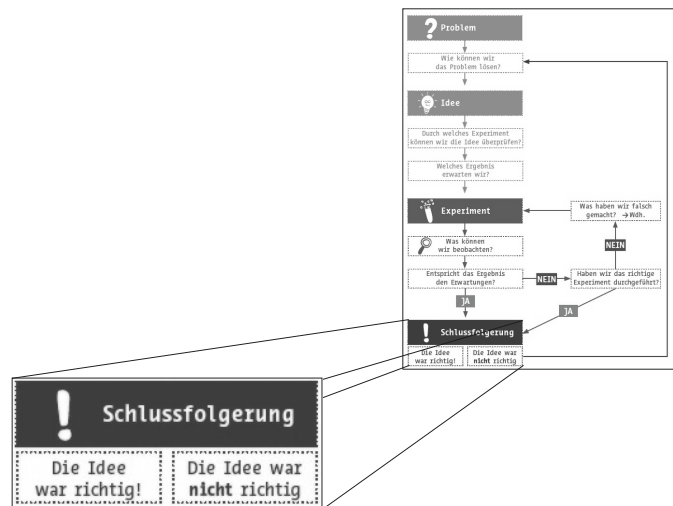 ? Problem
Wie können wir
das Problem lösen?
Idee
Durch welches Experiment
können wir die Idee überprüfen?
Welches Ergebnis
erwarten wir?
Experiment
Was haben wir falsch
gemacht? → Wdh.
Was können
wir beobachten?
NEIN
Entspricht das Ergebnis
den Erwartungen?
NEIN
Haben wir das richtige
Experiment durchgeführt?
JA
JA
! Schlussfolgerung
Die Idee
war richtig!
Die Idee war
nicht richtig
! Schlussfolgerung
Die Idee
war richtig!
Die Idee war
nicht richtig